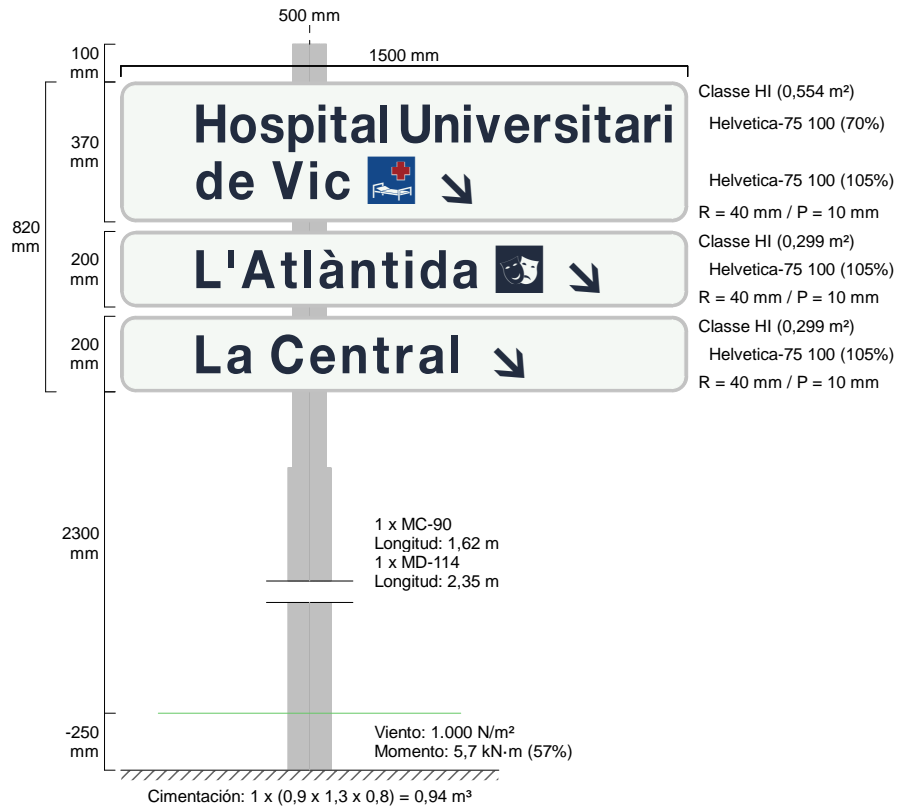 500 mm
100
mm
1500 mm
820
mm
370
mm
Hospital Universitari
de Vic
Classe HI (0,554 m²)
Helvetica-75 100 (70%)
Helvetica-75 100 (105%)
R = 40 mm / P = 10 mm
200
mm
L'Atlàntida
Classe HI (0,299 m²)
Helvetica-75 100 (105%)
R = 40 mm / P = 10 mm
200
mm
La Central
Classe HI (0,299 m²)
Helvetica-75 100 (105%)
R = 40 mm / P = 10 mm
2300
mm
1 x MC-90
Longitud: 1,62 m
1 x MD-114
Longitud: 2,35 m
-250
mm
Viento: 1.000 N/m²
Momento: 5,7 kN·m (57%)
Cimentación: 1 x (0,9 x 1,3 x 0,8) = 0,94 m³